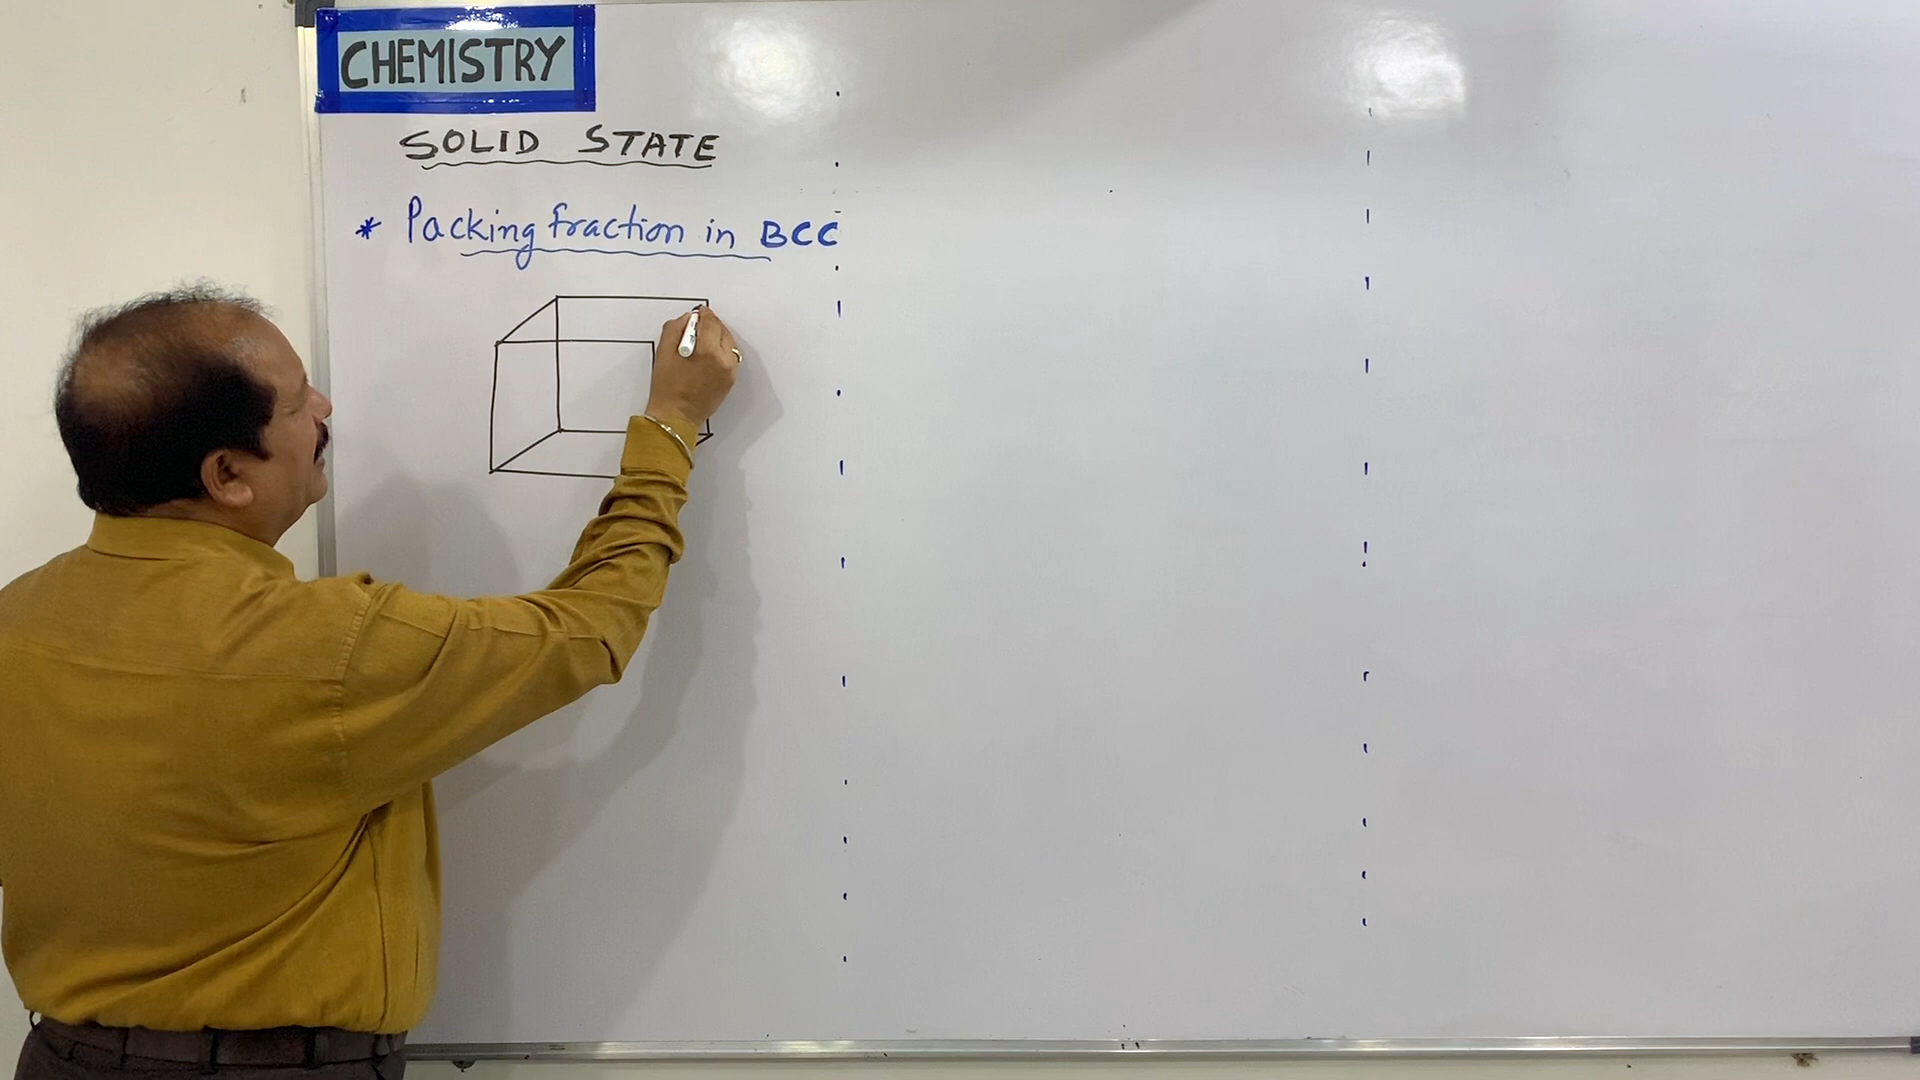 CHEMISTRY
SOLID STATE
* Packing fraction in BCC